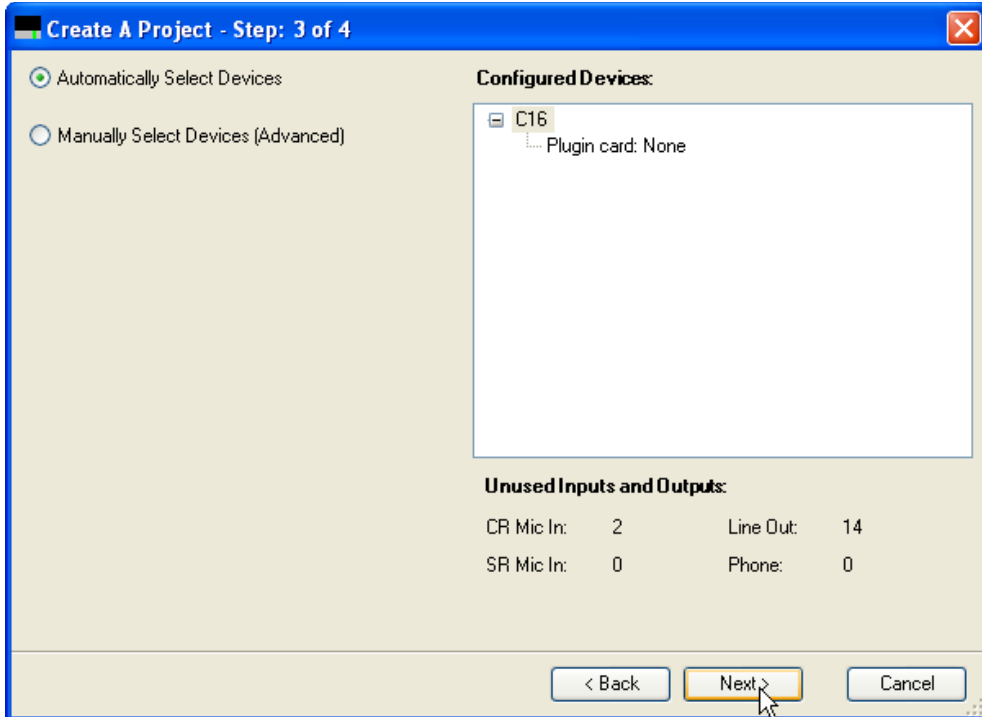 Create A Project - Step: 3 of 4
Automatically Select Devices
Manually Select Devices (Advanced)
Configured Devices:
C16
Plugin card: None
Unused Inputs and Outputs:
CR Mic In: 2 Line Out: 14
SR Mic In: 0 Phone: 0
< Back Next > Cancel